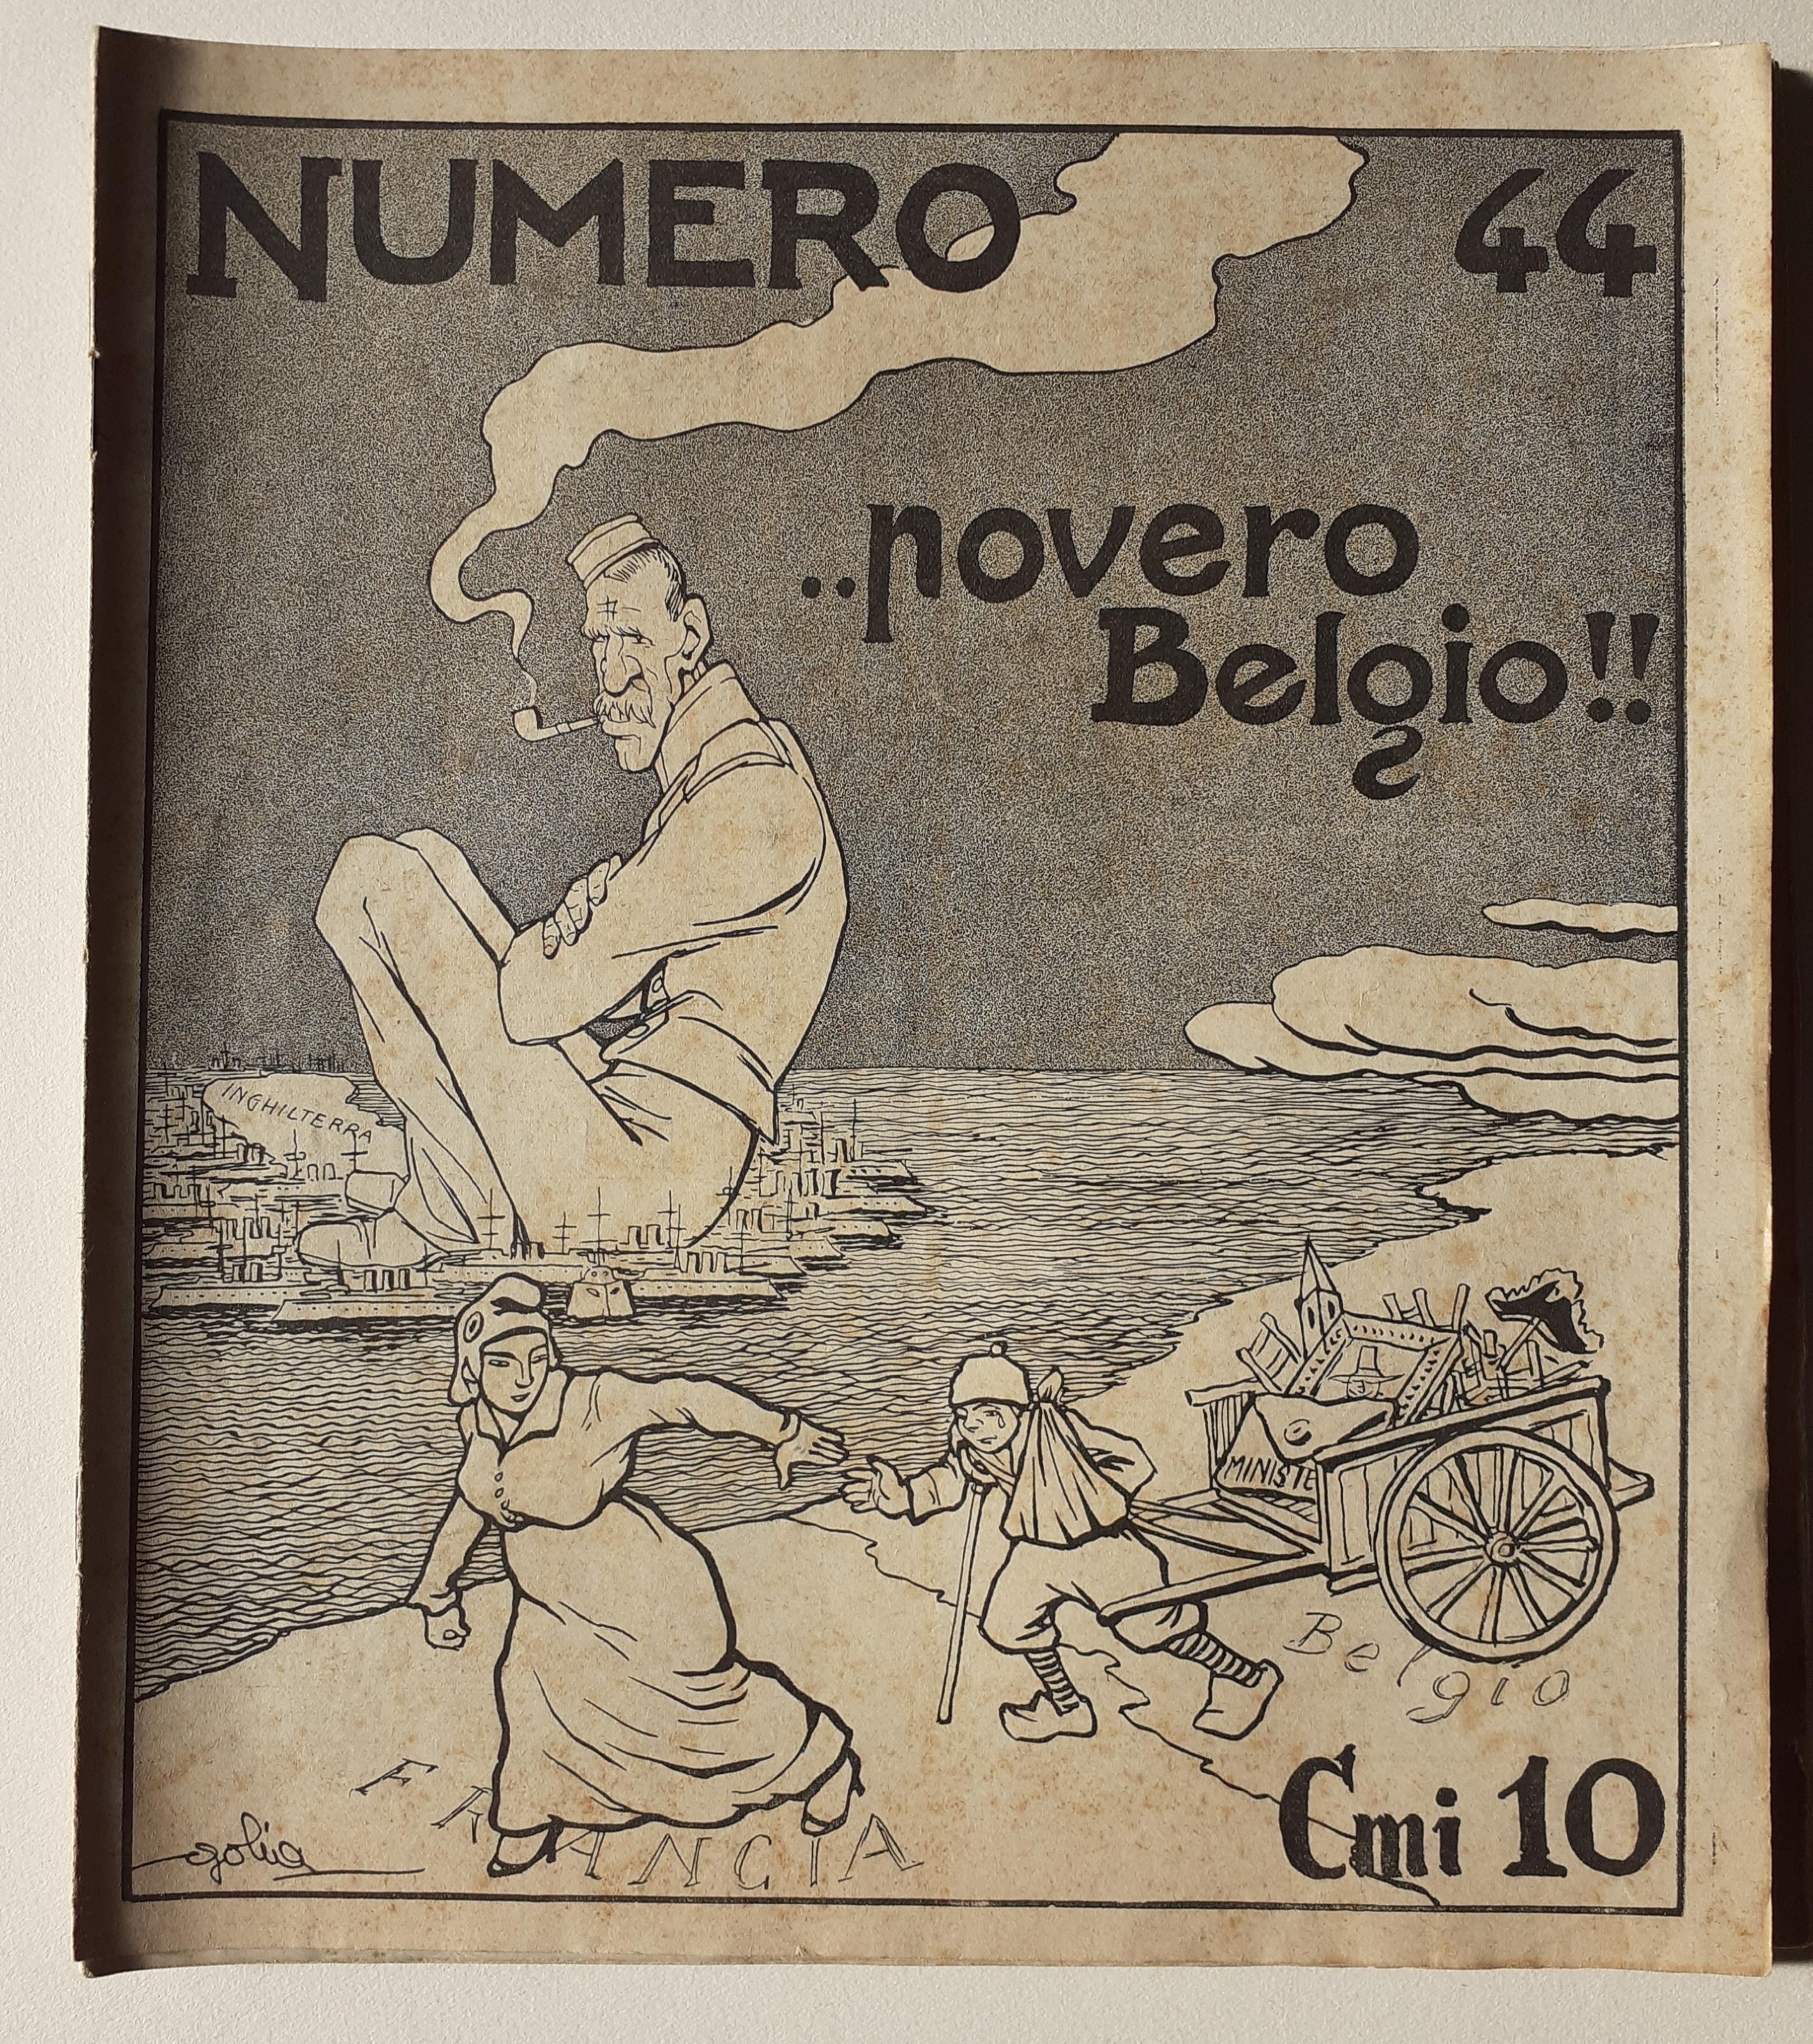 NUMERO 44
..povero
Belgio!!
INGHILTERRA
MINISTE
Belgio
FRANCIA
Cmi 10
golia